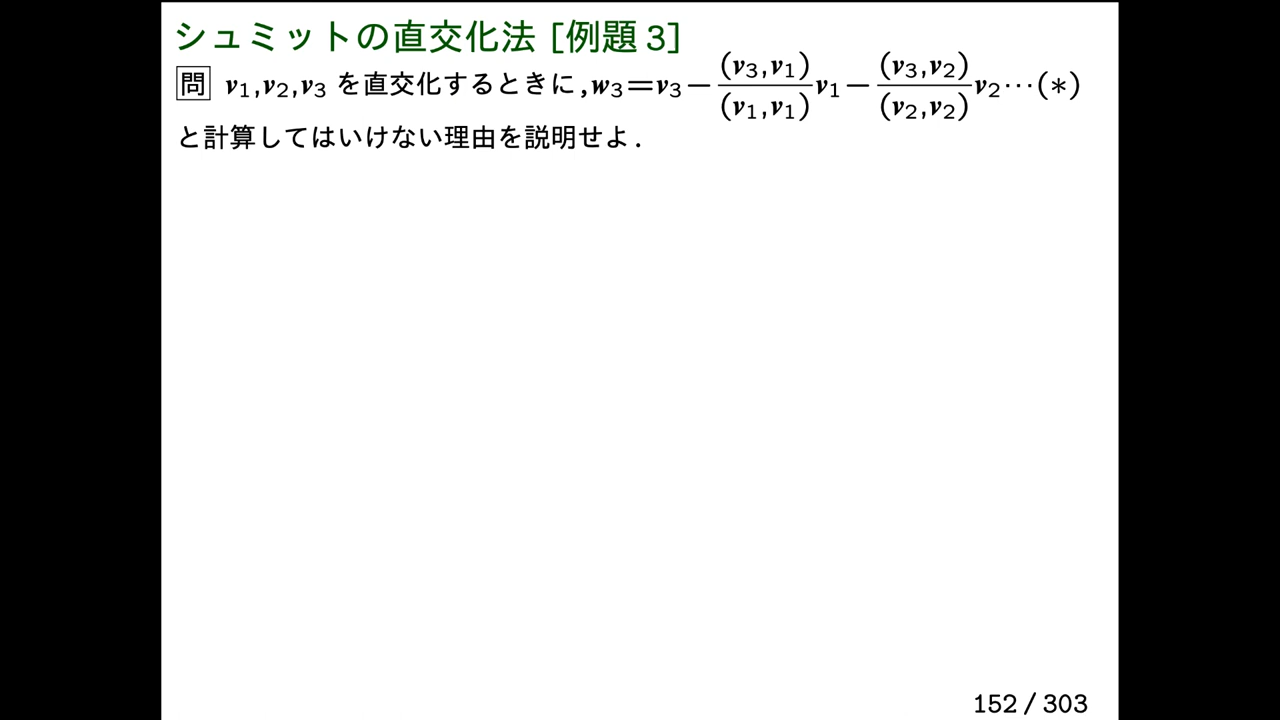 シュミットの直交化法 [例題 3]
問 v₁,v₂,v₃ を直交化するときに,w₃=v₃−(v₃,v₁)/(v₁,v₁)v₁−(v₃,v₂)/(v₂,v₂)v₂⋯(∗)
と計算してはいけない理由を説明せよ.
152 / 303